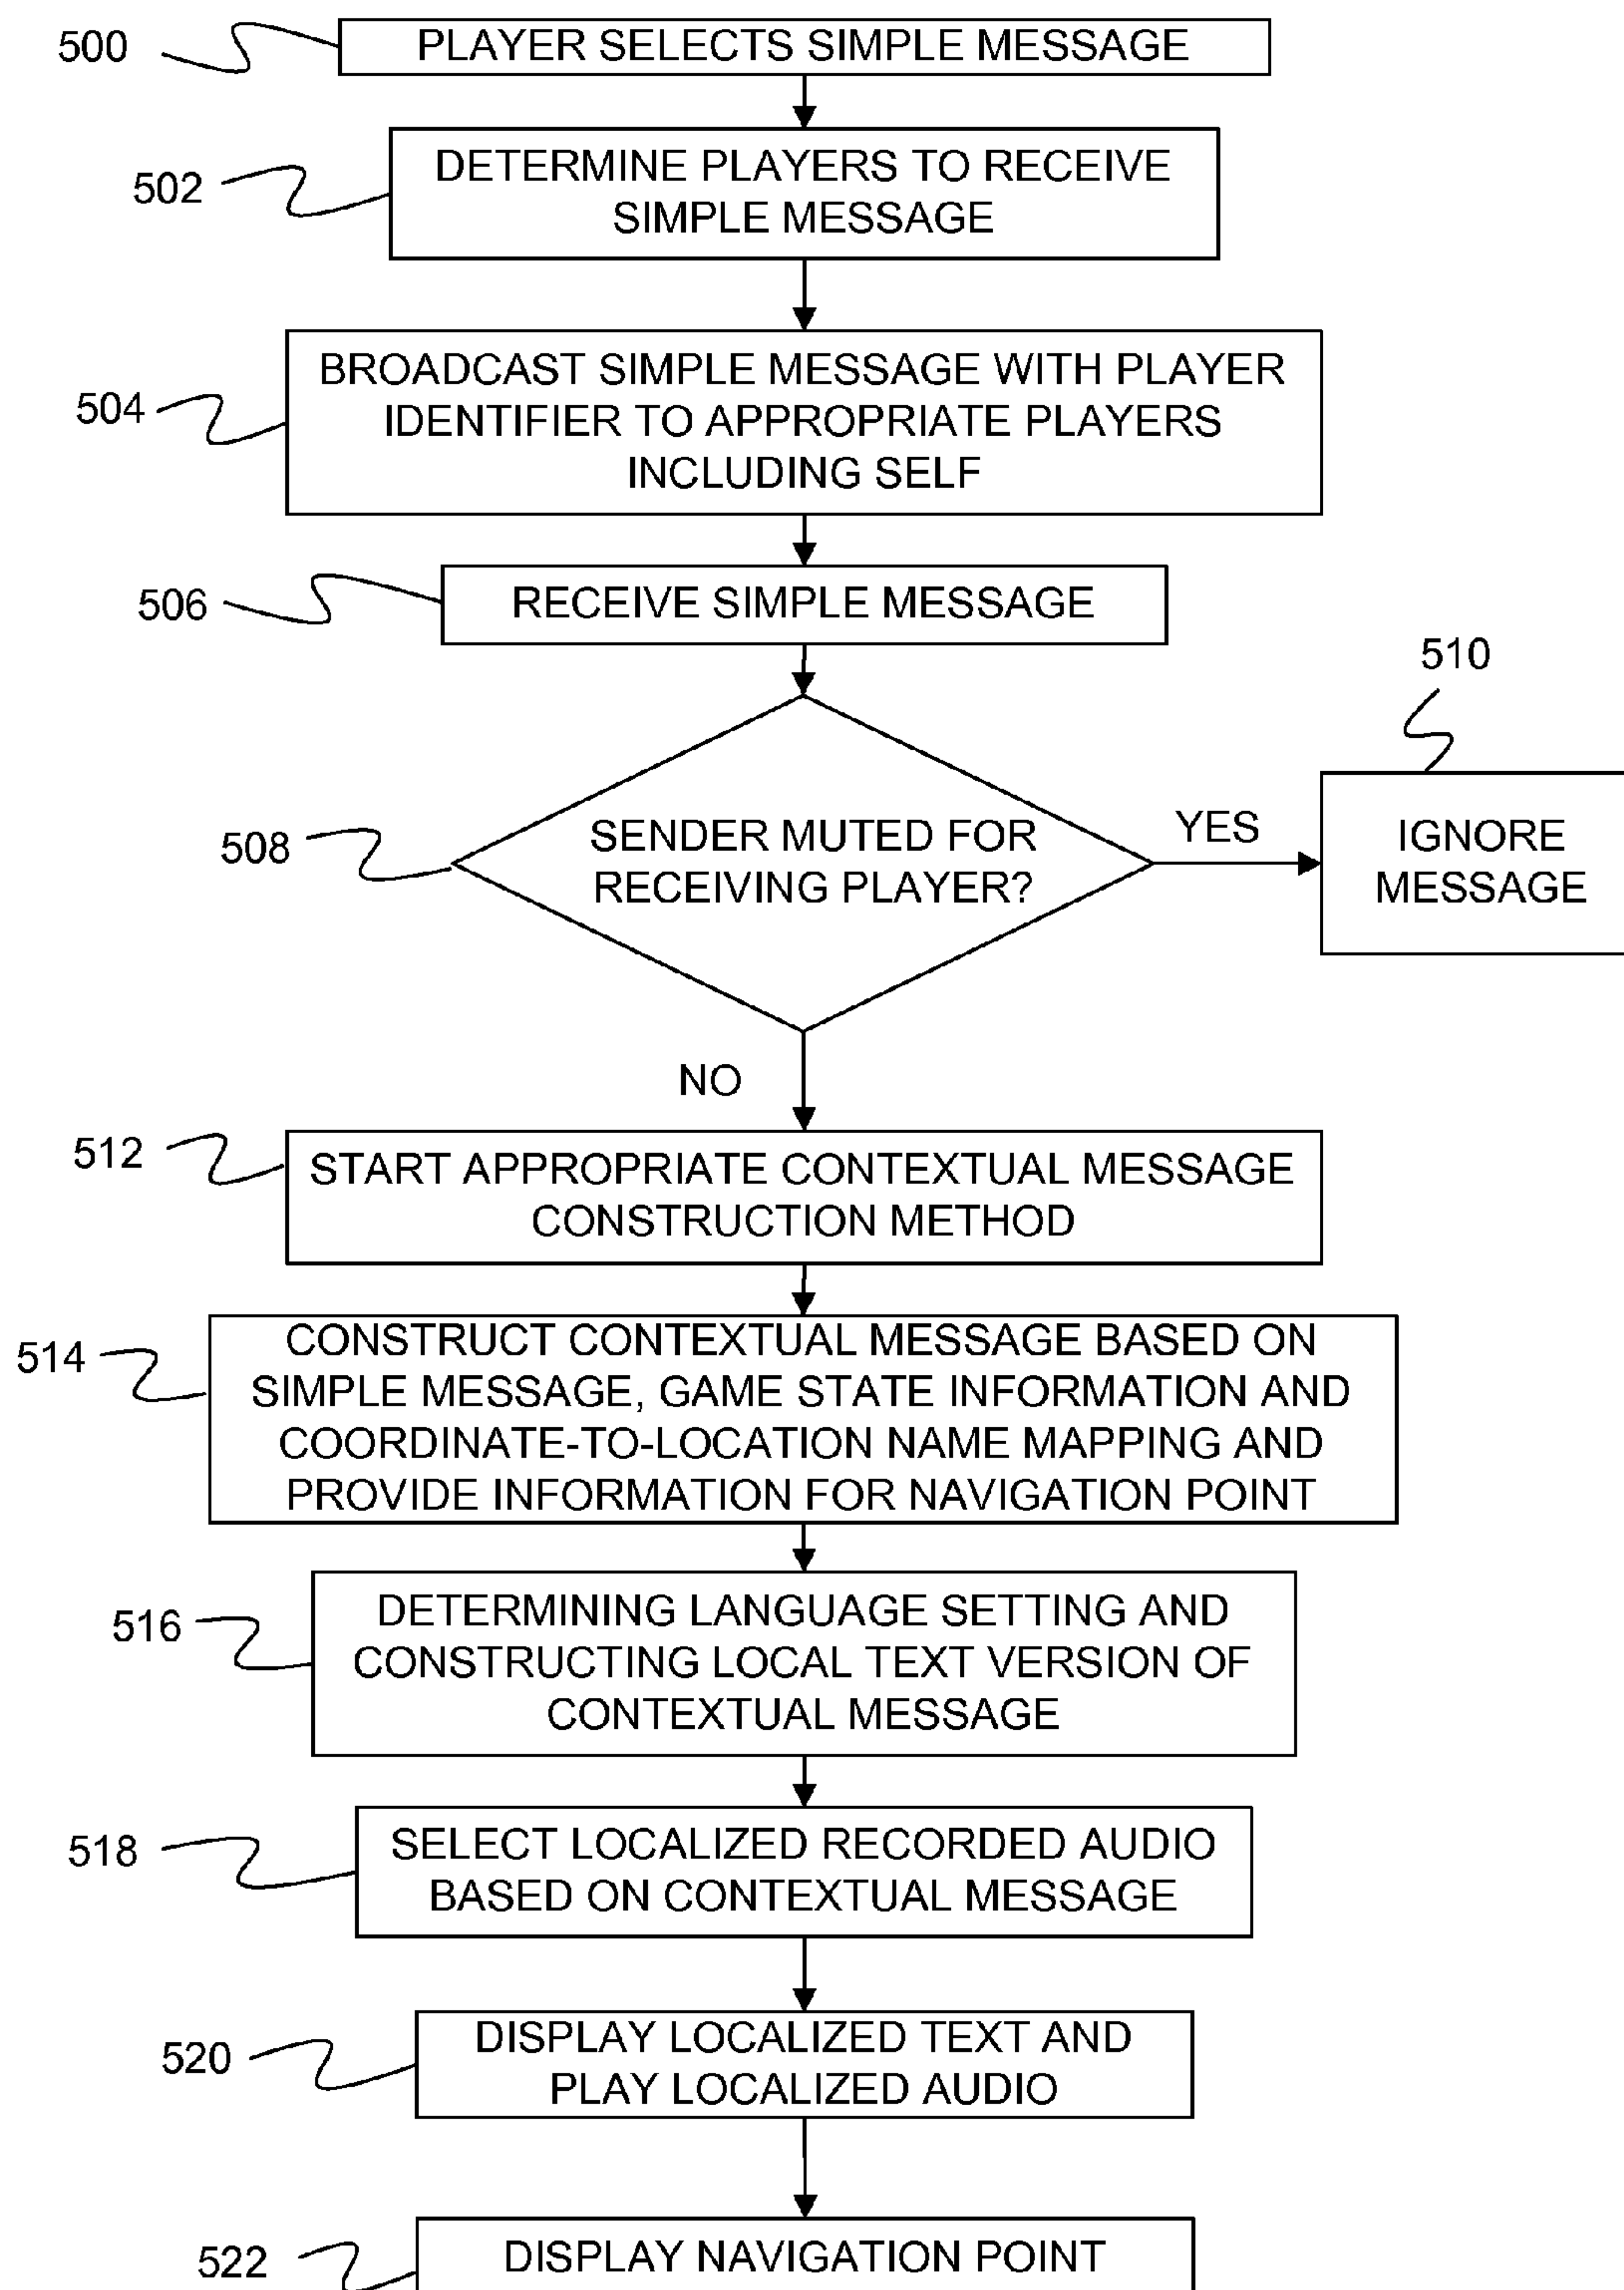 500
PLAYER SELECTS SIMPLE MESSAGE
502
DETERMINE PLAYERS TO RECEIVE
SIMPLE MESSAGE
504
BROADCAST SIMPLE MESSAGE WITH PLAYER
IDENTIFIER TO APPROPRIATE PLAYERS
INCLUDING SELF
506
RECEIVE SIMPLE MESSAGE
508
SENDER MUTED FOR
RECEIVING PLAYER?
YES
510
IGNORE
MESSAGE
NO
512
START APPROPRIATE CONTEXTUAL MESSAGE
CONSTRUCTION METHOD
514
CONSTRUCT CONTEXTUAL MESSAGE BASED ON
SIMPLE MESSAGE, GAME STATE INFORMATION AND
COORDINATE-TO-LOCATION NAME MAPPING AND
PROVIDE INFORMATION FOR NAVIGATION POINT
516
DETERMINING LANGUAGE SETTING AND
CONSTRUCTING LOCAL TEXT VERSION OF
CONTEXTUAL MESSAGE
518
SELECT LOCALIZED RECORDED AUDIO
BASED ON CONTEXTUAL MESSAGE
520
DISPLAY LOCALIZED TEXT AND
PLAY LOCALIZED AUDIO
522
DISPLAY NAVIGATION POINT